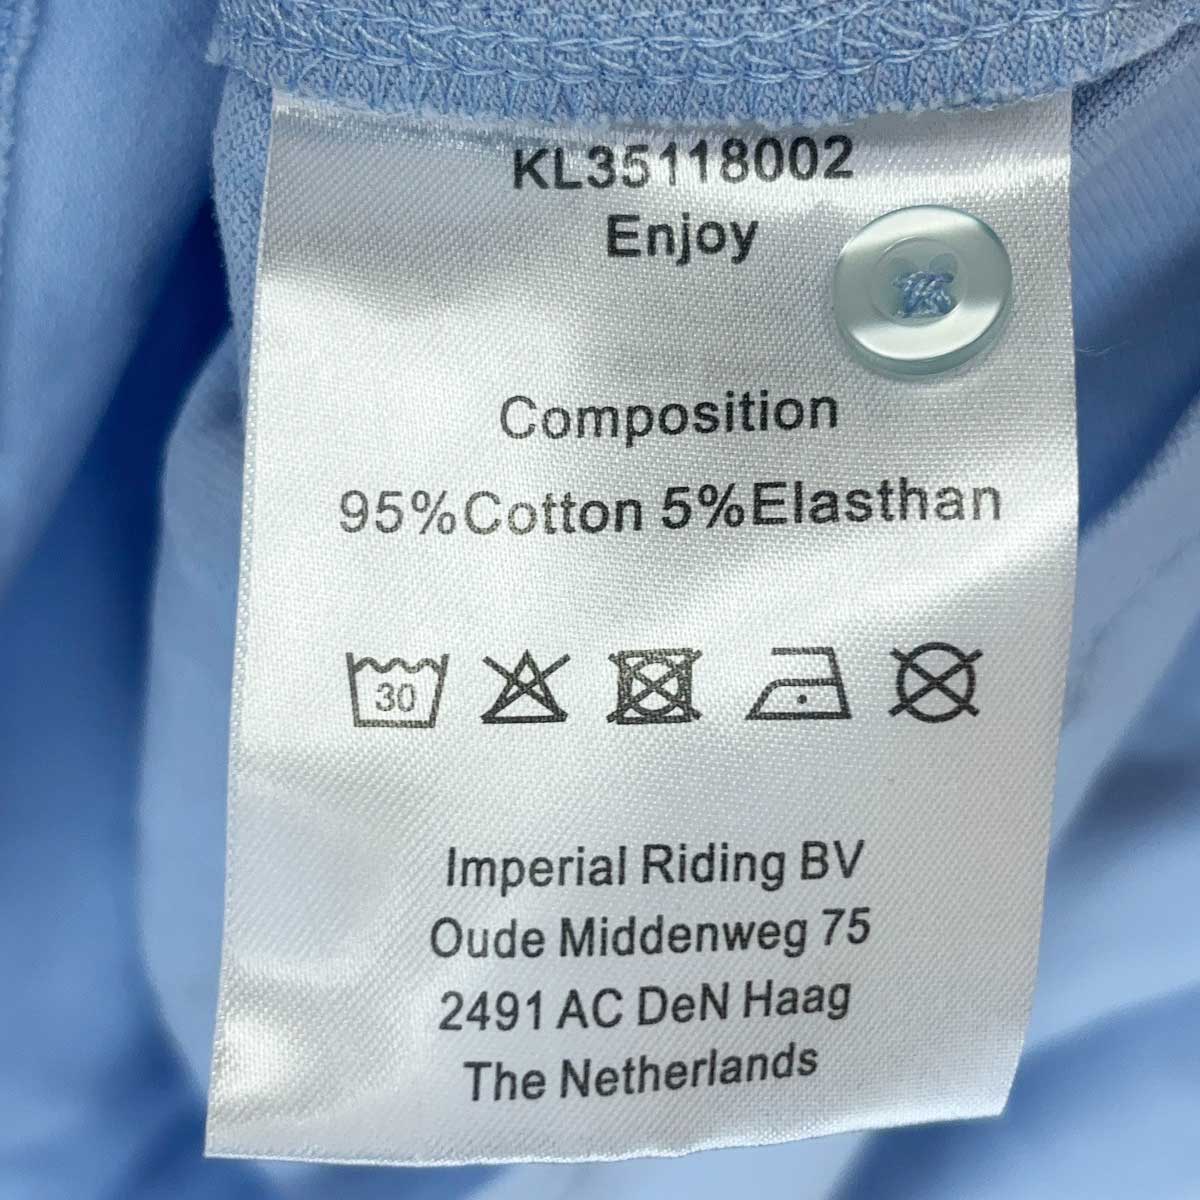 KL35118002
Enjoy
Composition
95%Cotton 5%Elasthan
30
Imperial Riding BV
Oude Middenweg 75
2491 AC DeN Haag
The Netherlands